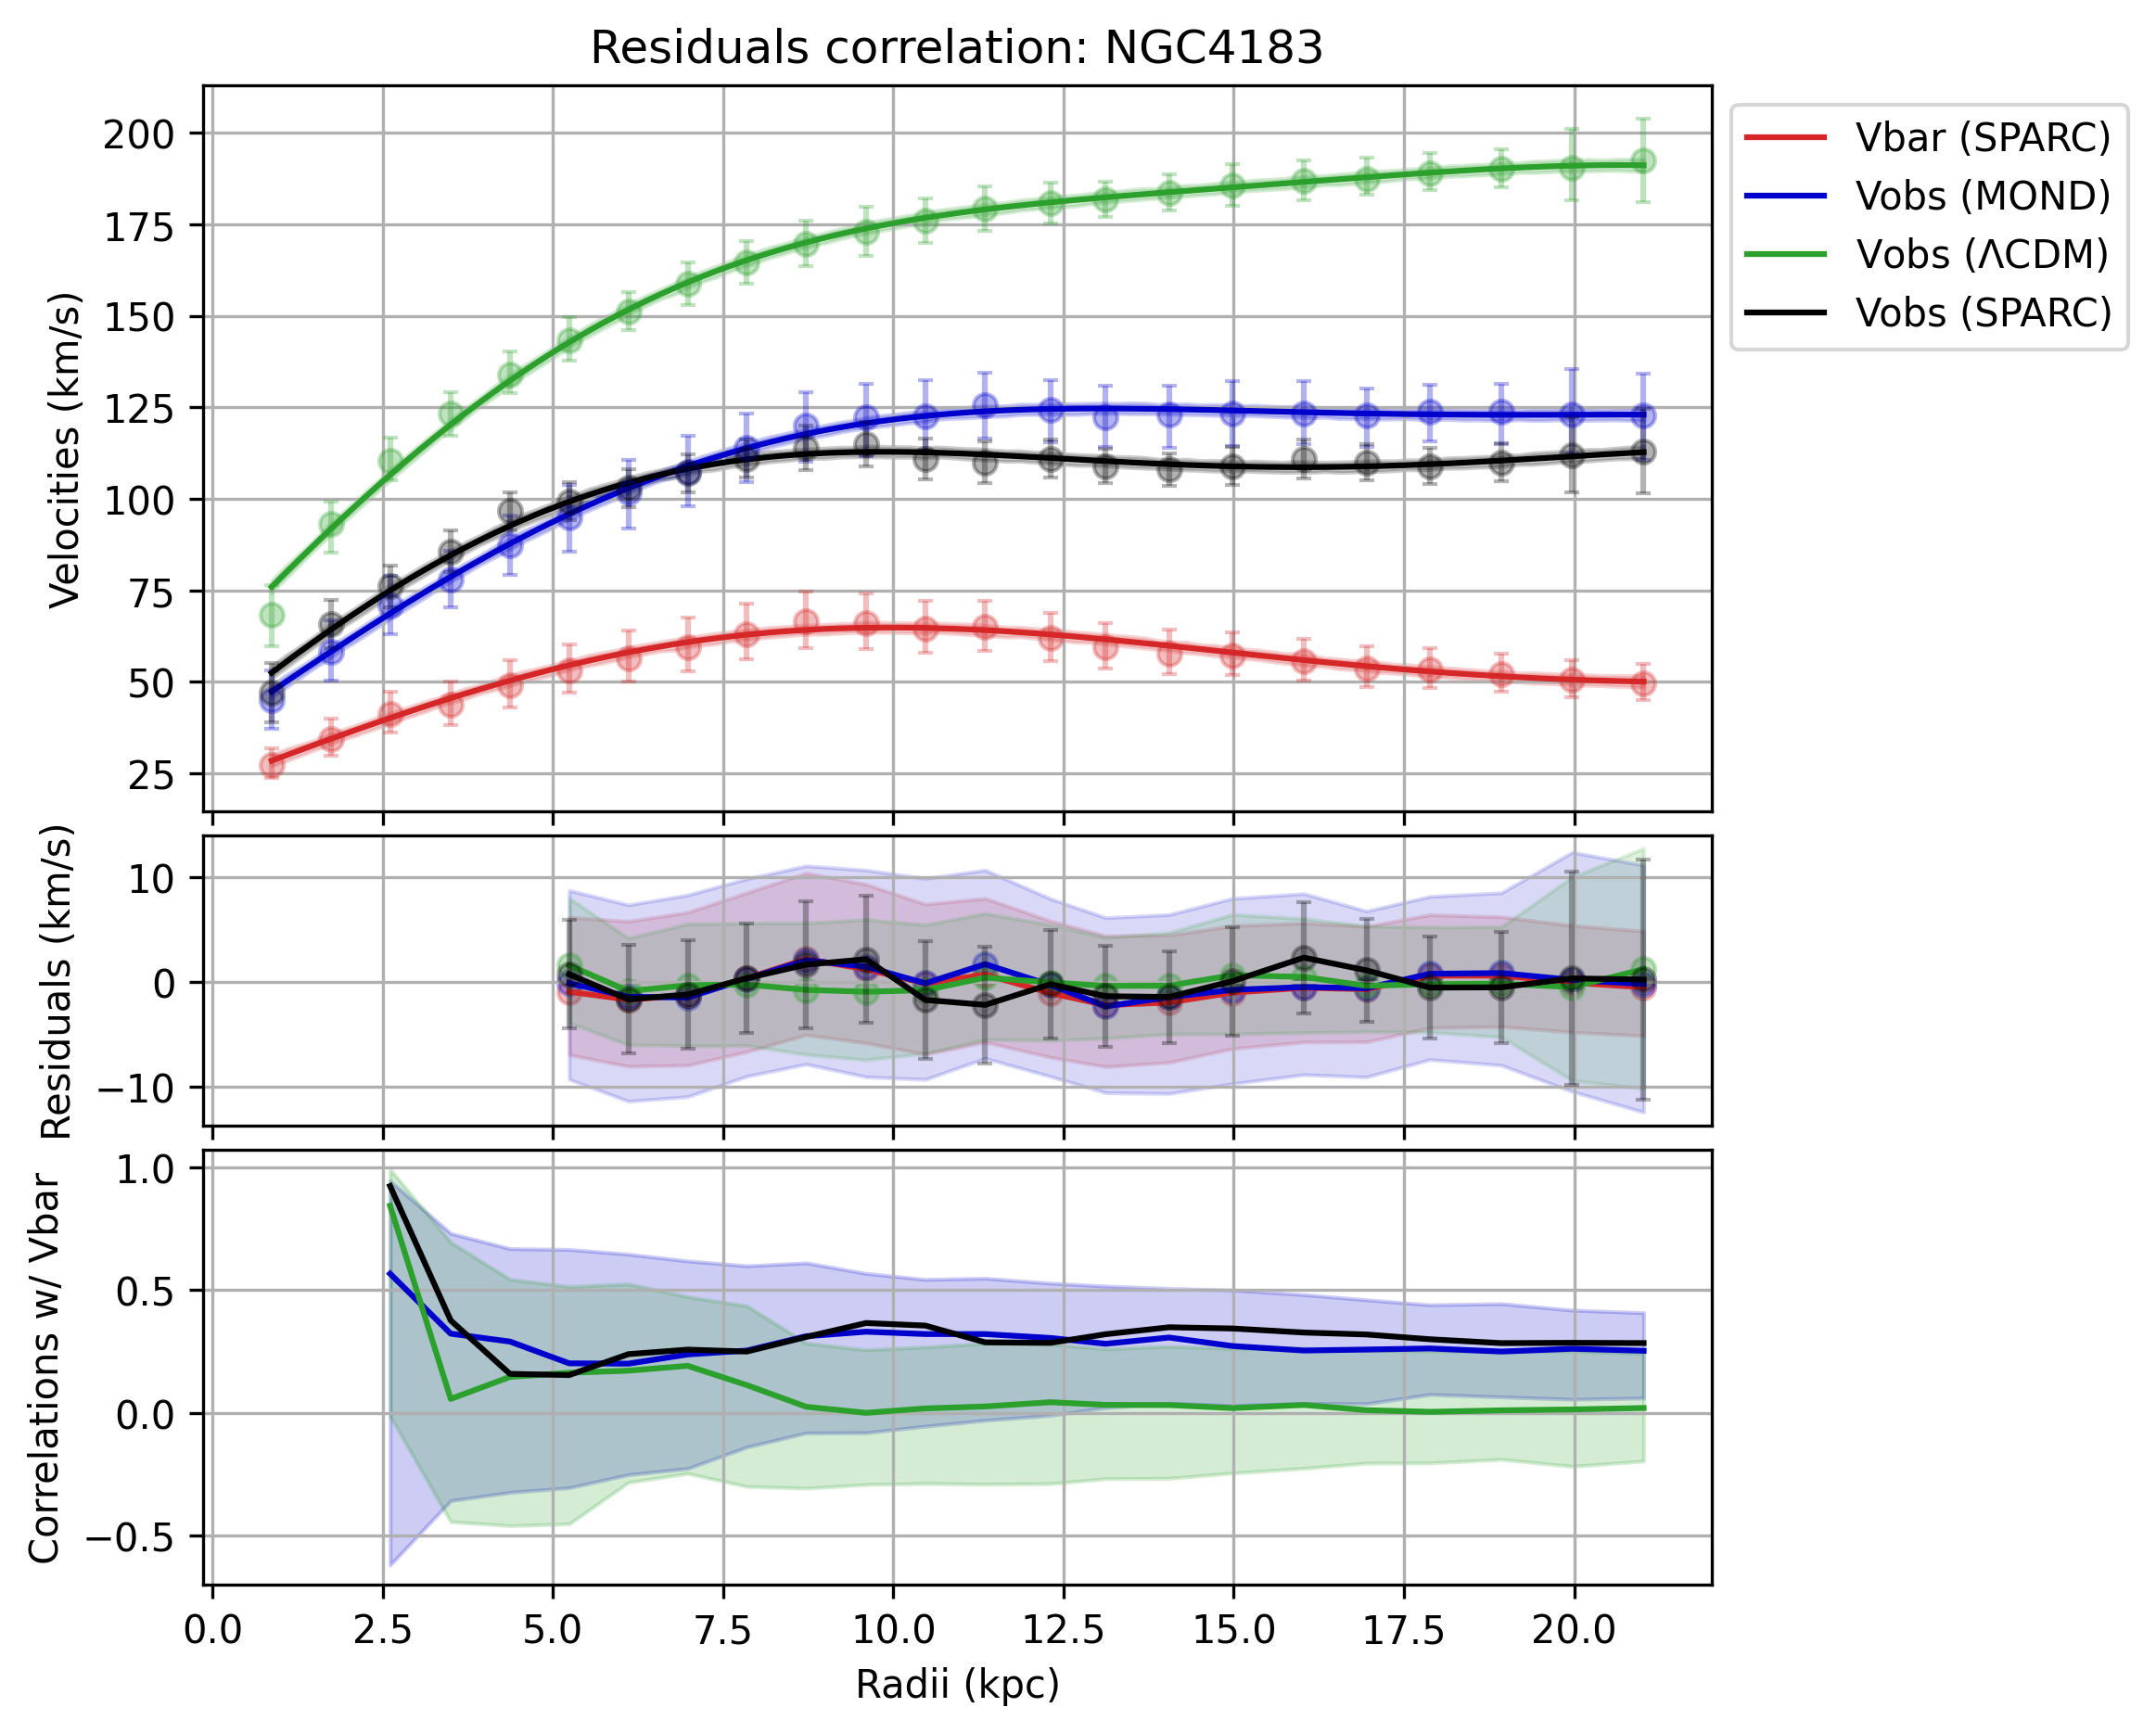 Residuals correlation: NGC4183
Velocities (km/s)
200
175
150
125
100
75
50
25
Vbar (SPARC)
Vobs (MOND)
Vobs (ΛCDM)
Vobs (SPARC)
Residuals (km/s)
10
0
−10
Correlations w/ Vbar
1.0
0.5
0.0
−0.5
0.0 2.5 5.0 7.5 10.0 12.5 15.0 17.5 20.0
Radii (kpc)